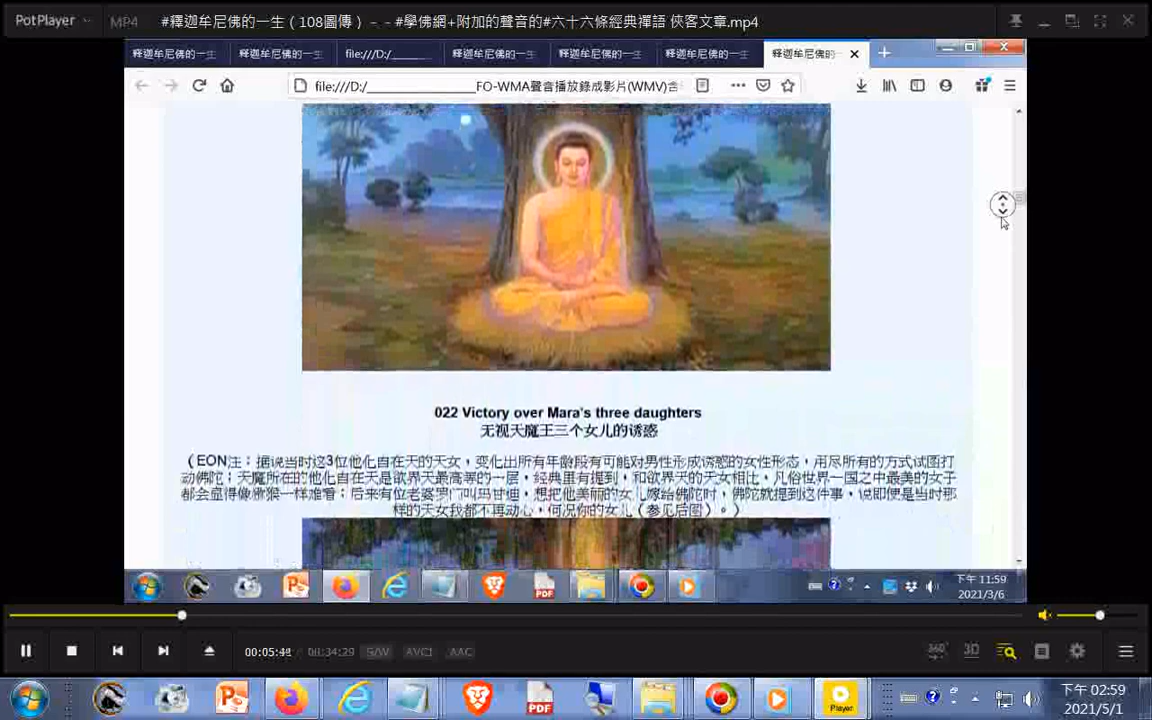 PotPlayer
MP4
#釋迦牟尼佛的一生（108圖傳）－－#學佛網+附加的聲音的#六十六條經典禪語 俠客文章.mp4
释迦牟尼佛的一生
释迦牟尼佛的一生
file:///D:/______
释迦牟尼佛的一生
释迦牟尼佛的一生
释迦牟尼佛的一生
释迦牟尼佛的一
file:///D:/____________________FO-WMA聲音播放錄成影片(WMV)含
022 Victory over Mara's three daughters
无视天魔王三个女儿的诱惑
（EON注：据说当时这3位他化自在天的天女，变化出所有年龄段有可能对男性形成诱惑的女性形态，用尽所有的方式试图打
动佛陀；天魔所在的他化自在天是欲界天最高等的一层，经典里有提到，和欲界天的天女相比，凡俗世界一国之中最美的女子
都会显得像猕猴一样难看；后来有位老婆罗门叫玛甘迪，想把他美丽的女儿嫁给佛陀时，佛陀就提到这件事，说即便是当时那
样的天女我都不再动心，何况你的女儿（参见后图）。）
下午 11:59
2021/3/6
00:05:41
00:34:29
S/W
AVC1
AAC
360°
3D
PDF
PDF
Player
下午 02:59
2021/5/1